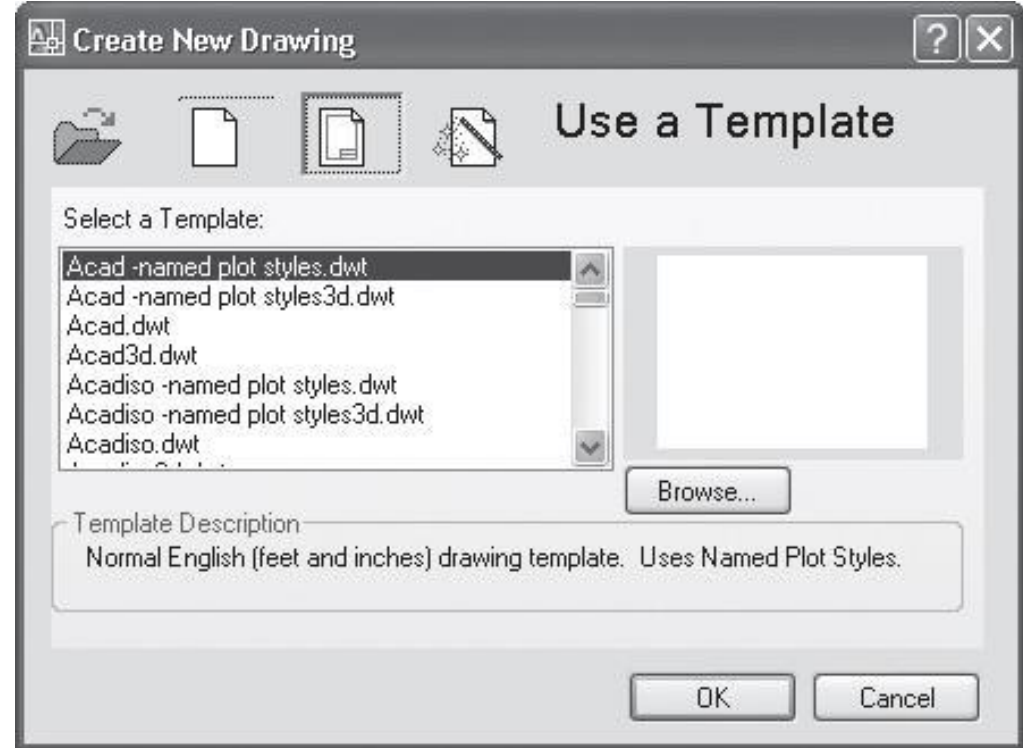 Create New Drawing
Use a Template
Select a Template:
Acad -named plot styles.dwt
Acad -named plot styles3d.dwt
Acad.dwt
Acad3d.dwt
Acadiso -named plot styles.dwt
Acadiso -named plot styles3d.dwt
Acadiso.dwt
Browse...
Template Description
Normal English (feet and inches) drawing template. Uses Named Plot Styles.
OK
Cancel